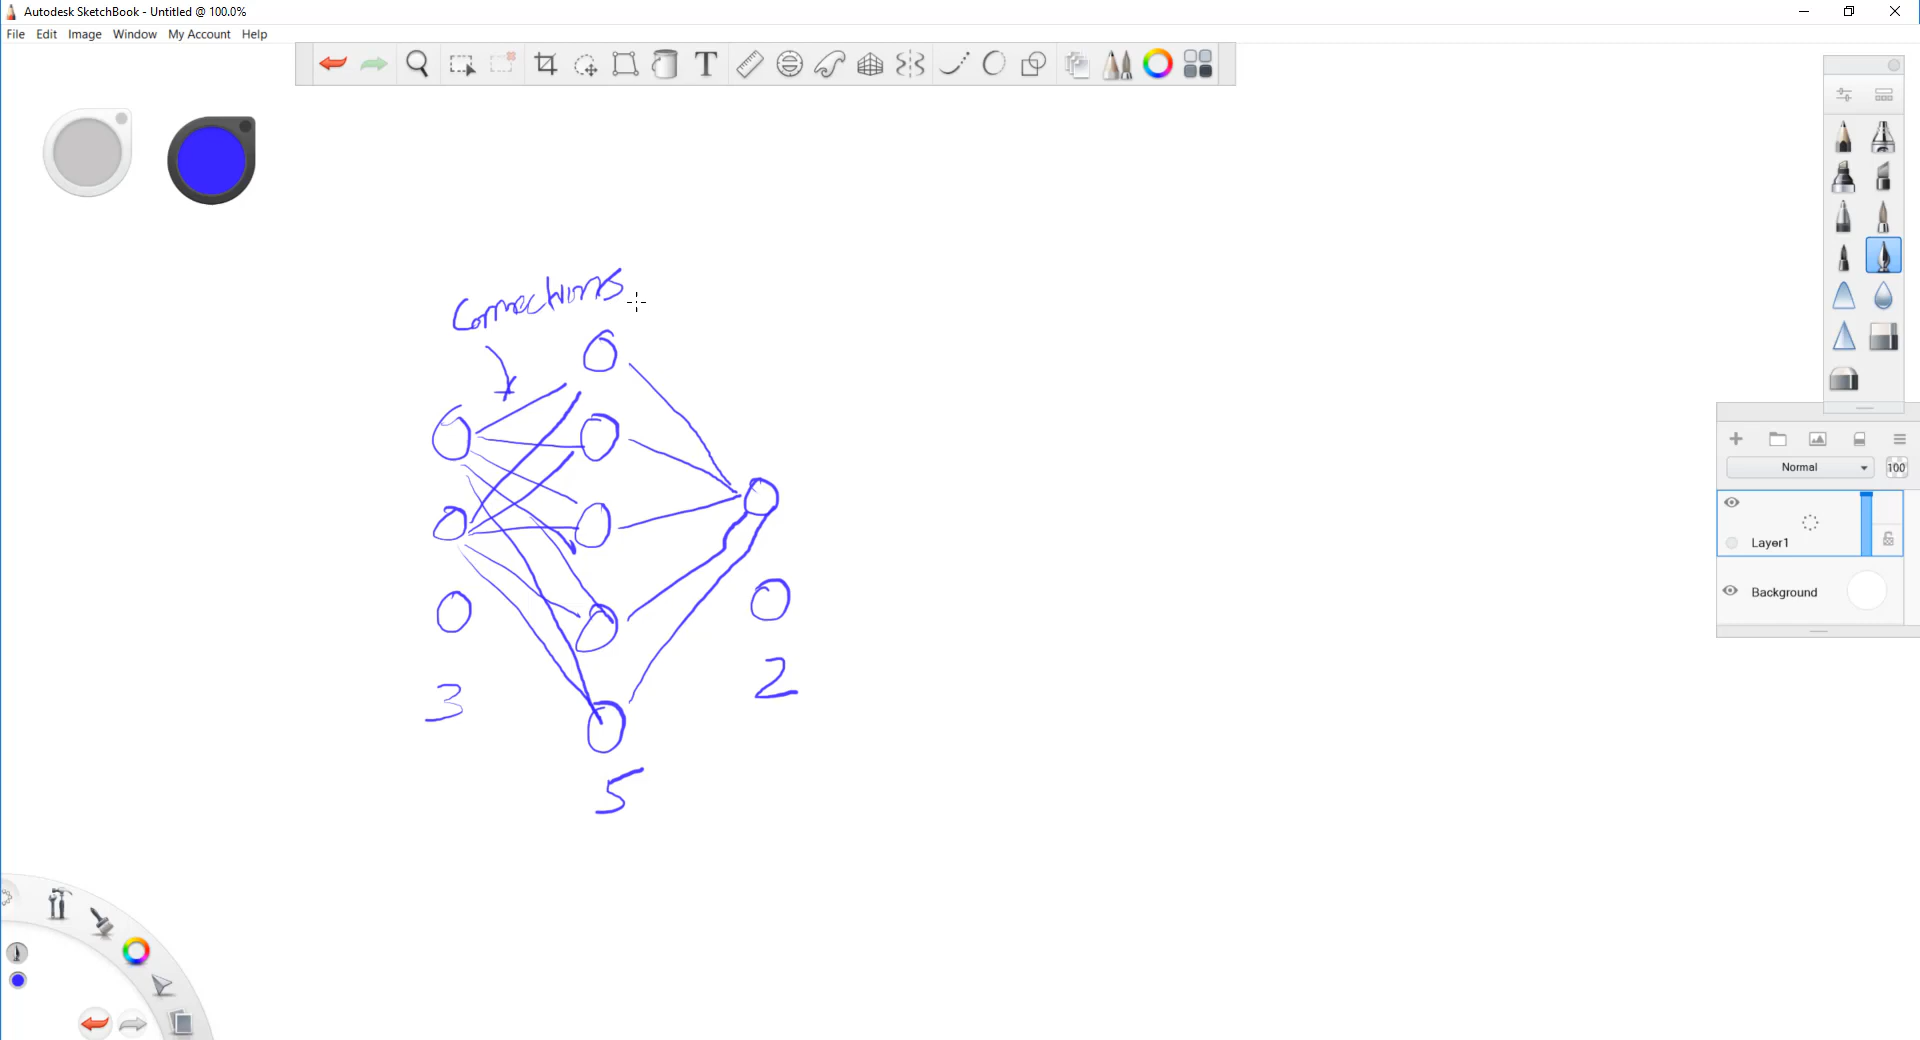 Autodesk SketchBook - Untitled @ 100.0%
File Edit Image Window My Account Help
T
Normal
100
Layer1
Background
Connections
3
5
2